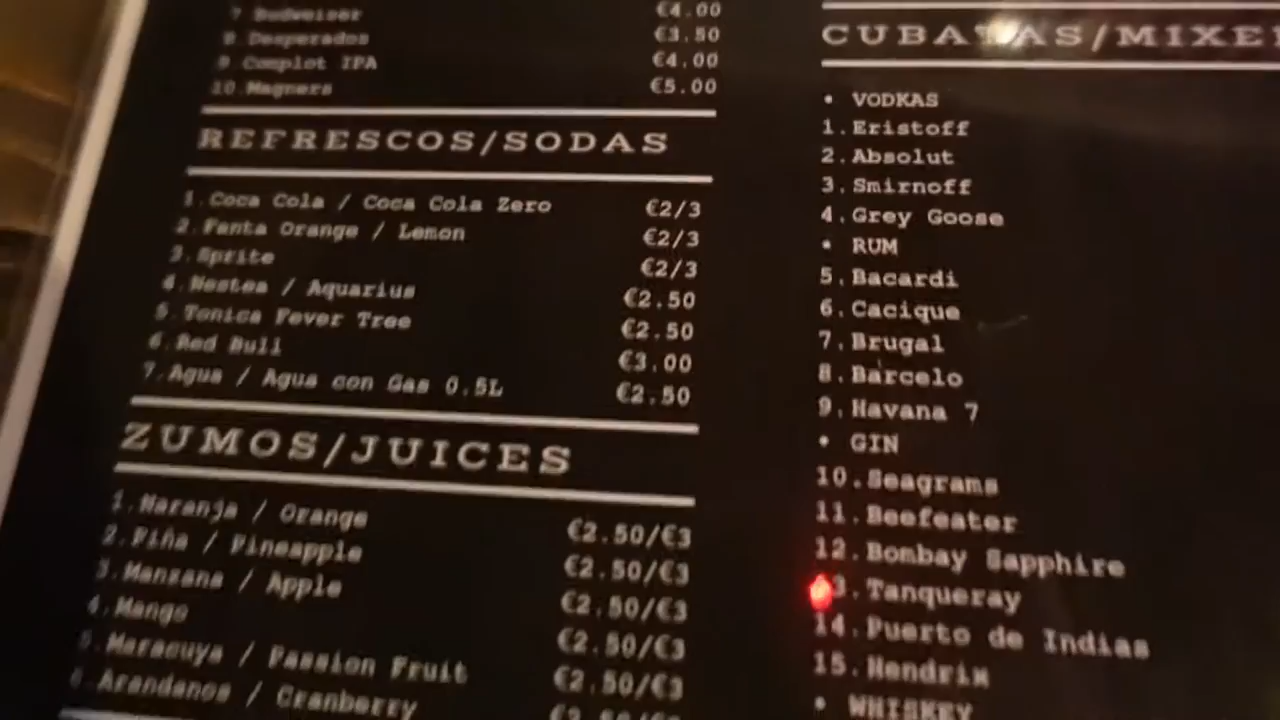 7 Budweiser €4.00
8 Desperados €3.50
9 Complot IPA €4.00
10.Magners €5.00
REFRESCOS/SODAS
1.Coca Cola / Coca Cola Zero €2/3
2.Fanta Orange / Lemon €2/3
3.Sprite €2/3
4.Nestea / Aquarius €2.50
5.Tonica Fever Tree €2.50
6.Red Bull €3.00
7.Agua / Agua con Gas 0.5L €2.50
ZUMOS/JUICES
1.Naranja / Orange €2.50/€3
2.Piña / Pineapple €2.50/€3
3.Manzana / Apple €2.50/€3
4.Mango €2.50/€3
5.Maracuya / Passion Fruit €2.50/€3
6.Arandanos / Cranberry €2.50/€3
CUBATAS/MIXE
• VODKAS
1.Eristoff
2.Absolut
3.Smirnoff
4.Grey Goose
• RUM
5.Bacardi
6.Cacique
7.Brugal
8.Barcelo
9.Havana 7
• GIN
10.Seagrams
11.Beefeater
12.Bombay Sapphire
13.Tanqueray
14.Puerto de Indias
15.Hendrix
• WHISKEY